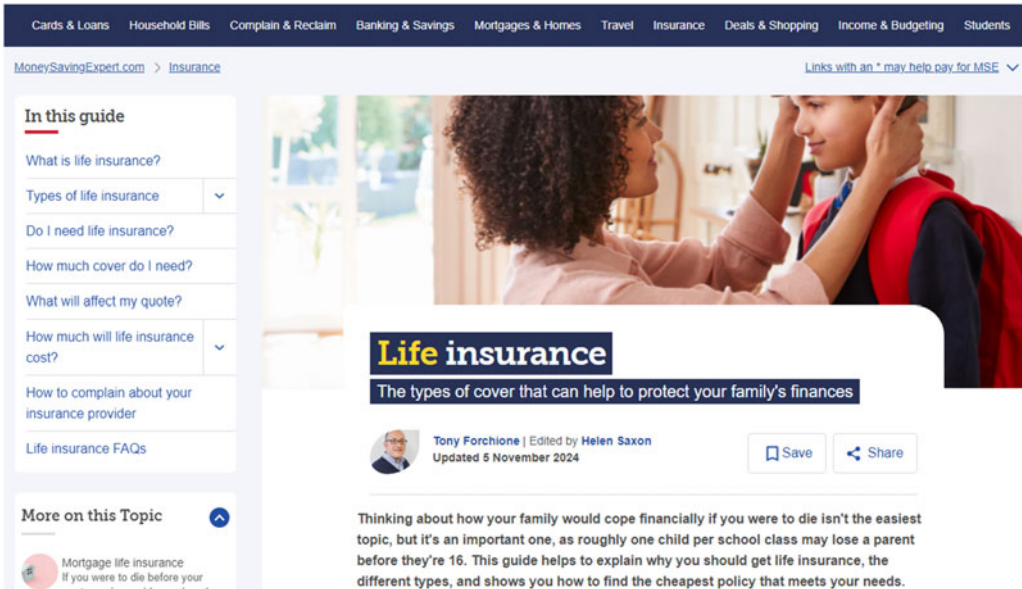 Cards & Loans Household Bills Complain & Reclaim Banking & Savings Mortgages & Homes Travel Insurance Deals & Shopping Income & Budgeting Students
MoneySavingExpert.com > Insurance
Links with an * may help pay for MSE
In this guide
What is life insurance?
Types of life insurance
Do I need life insurance?
How much cover do I need?
What will affect my quote?
How much will life insurance
cost?
How to complain about your
insurance provider
Life insurance FAQs
More on this Topic
Mortgage life insurance
If you were to die before your
Life insurance
The types of cover that can help to protect your family's finances
Tony Forchione | Edited by Helen Saxon
Updated 5 November 2024
Save
Share
Thinking about how your family would cope financially if you were to die isn't the easiest
topic, but it's an important one, as roughly one child per school class may lose a parent
before they're 16. This guide helps to explain why you should get life insurance, the
different types, and shows you how to find the cheapest policy that meets your needs.